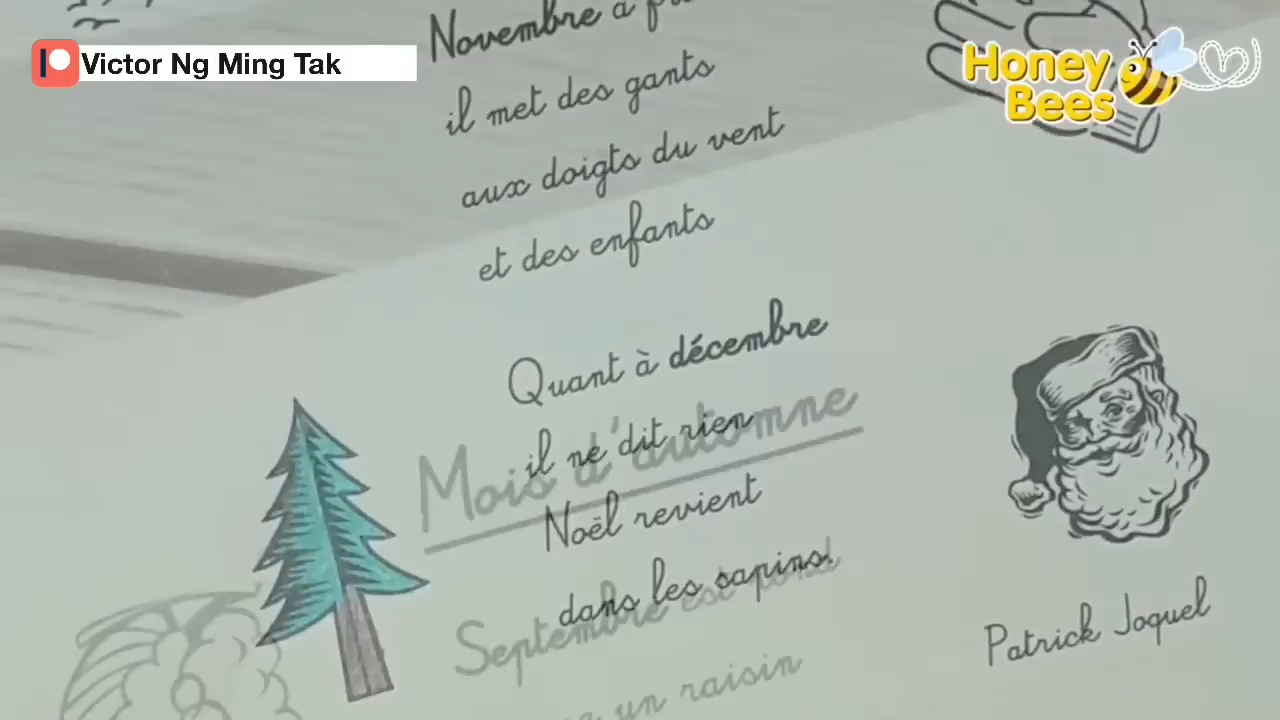 Victor Ng Ming Tak
Honey
Bees
Novembre a
il met des gants
aux doigts du vent
et des enfants
Quant à décembre
il ne dit rien
Noël revient
dans les sapins.
Patrick Joquel
Mois d'automne
Septembre est
un raisin